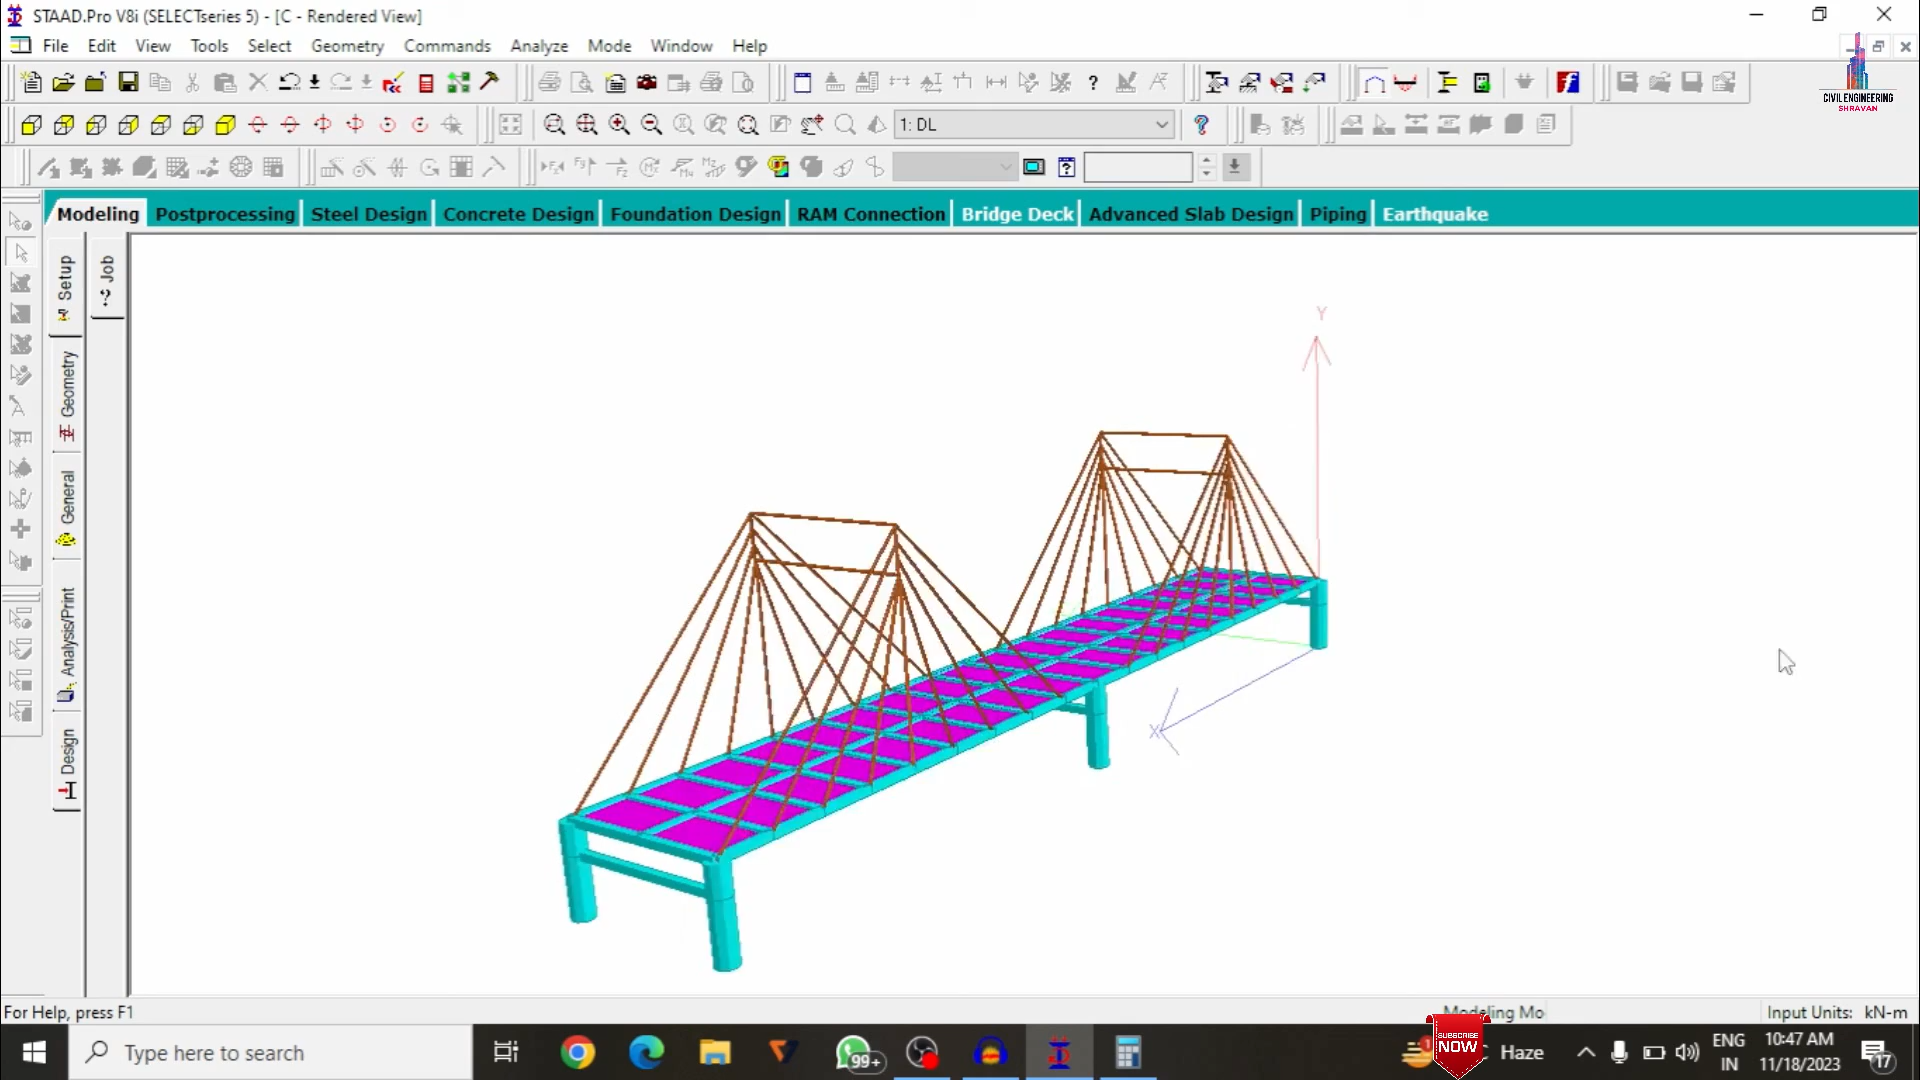 STAAD.Pro V8i (SELECTseries 5) - [C - Rendered View]
File Edit View Tools Select Geometry Commands Analyze Mode Window Help
CIVIL ENGINEERING
SHRAVAN
1: DL
Modeling Postprocessing Steel Design Concrete Design Foundation Design RAM Connection Bridge Deck Advanced Slab Design Piping Earthquake
Setup
Job
Geometry
General
Analysis/Print
Design
Y
X
For Help, press F1
Modeling Mo
Input Units: kN-m
Type here to search
99+
SUBSCRIBE
NOW
C Haze
ENG
IN
10:47 AM
11/18/2023
17